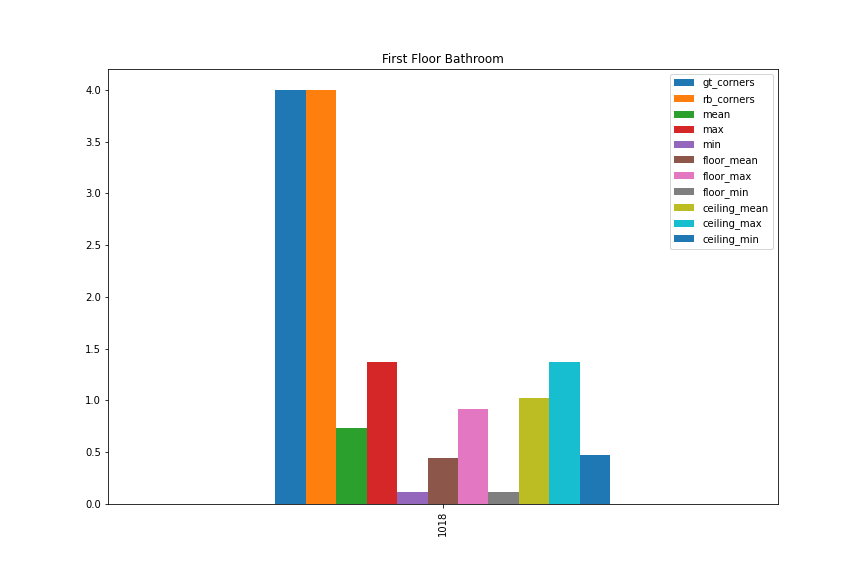 First Floor Bathroom
gt_corners
rb_corners
mean
max
min
floor_mean
floor_max
floor_min
ceiling_mean
ceiling_max
ceiling_min
4.0
3.5
3.0
2.5
2.0
1.5
1.0
0.5
0.0
1018